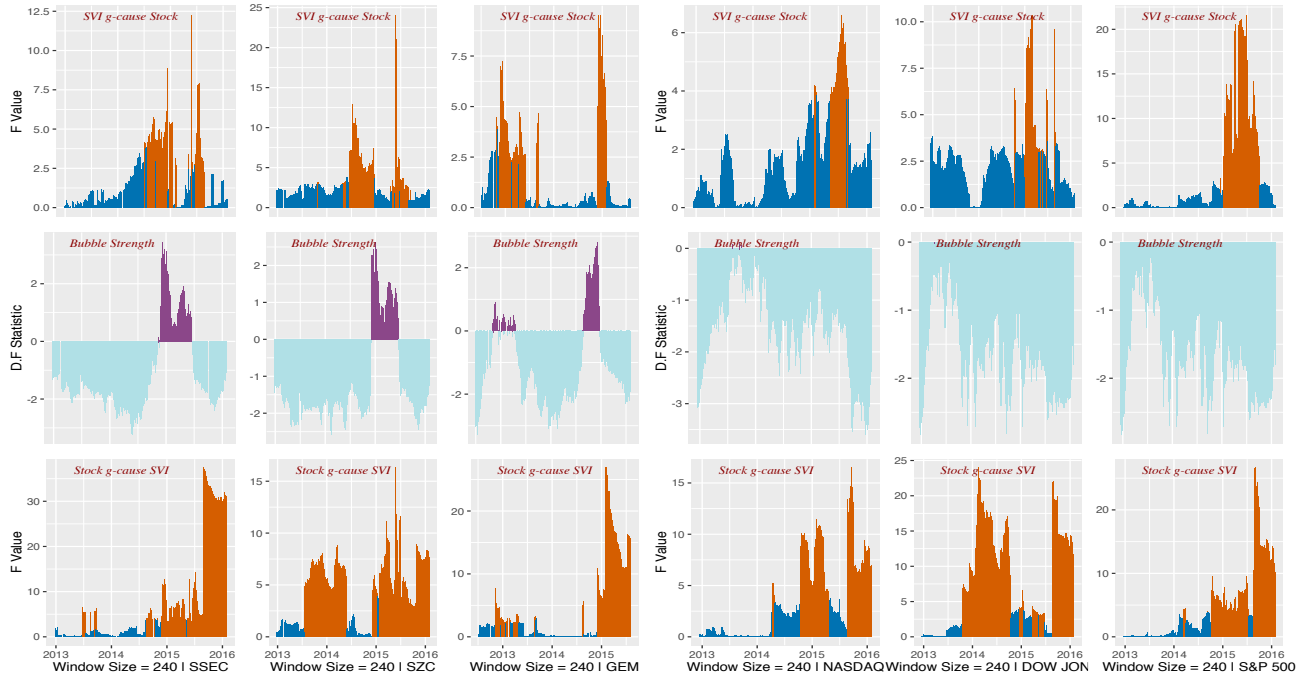 SVI g-cause Stock
SVI g-cause Stock
SVI g-cause Stock
SVI g-cause Stock
SVI g-cause Stock
SVI g-cause Stock
F Value
12.5
10.0
7.5
5.0
2.5
0.0
25
20
15
10
5
0
7.5
5.0
2.5
0.0
F Value
6
4
2
0
10.0
7.5
5.0
2.5
0.0
20
15
10
5
0
Bubble Strength
Bubble Strength
Bubble Strength
Bubble Strength
Bubble Strength
Bubble Strength
D.F Statistic
2
0
-2
2
1
0
-1
-2
2
0
-2
D.F Statistic
0
-1
-2
-3
0
-1
-2
0
-1
-2
Stock g-cause SVI
Stock g-cause SVI
Stock g-cause SVI
Stock g-cause SVI
Stock g-cause SVI
Stock g-cause SVI
F Value
30
20
10
0
15
10
5
0
20
10
0
F Value
15
10
5
0
25
20
15
10
5
0
20
10
0
2013 2014 2015 2016
2013 2014 2015 2016
2013 2014 2015
2013 2014 2015 2016
2013 2014 2015 2016
2013 2014 2015 2016
Window Size = 240 | SSEC
Window Size = 240 | SZC
Window Size = 240 | GEM
Window Size = 240 | NASDAQ
Window Size = 240 | DOW JON
Window Size = 240 | S&P 500